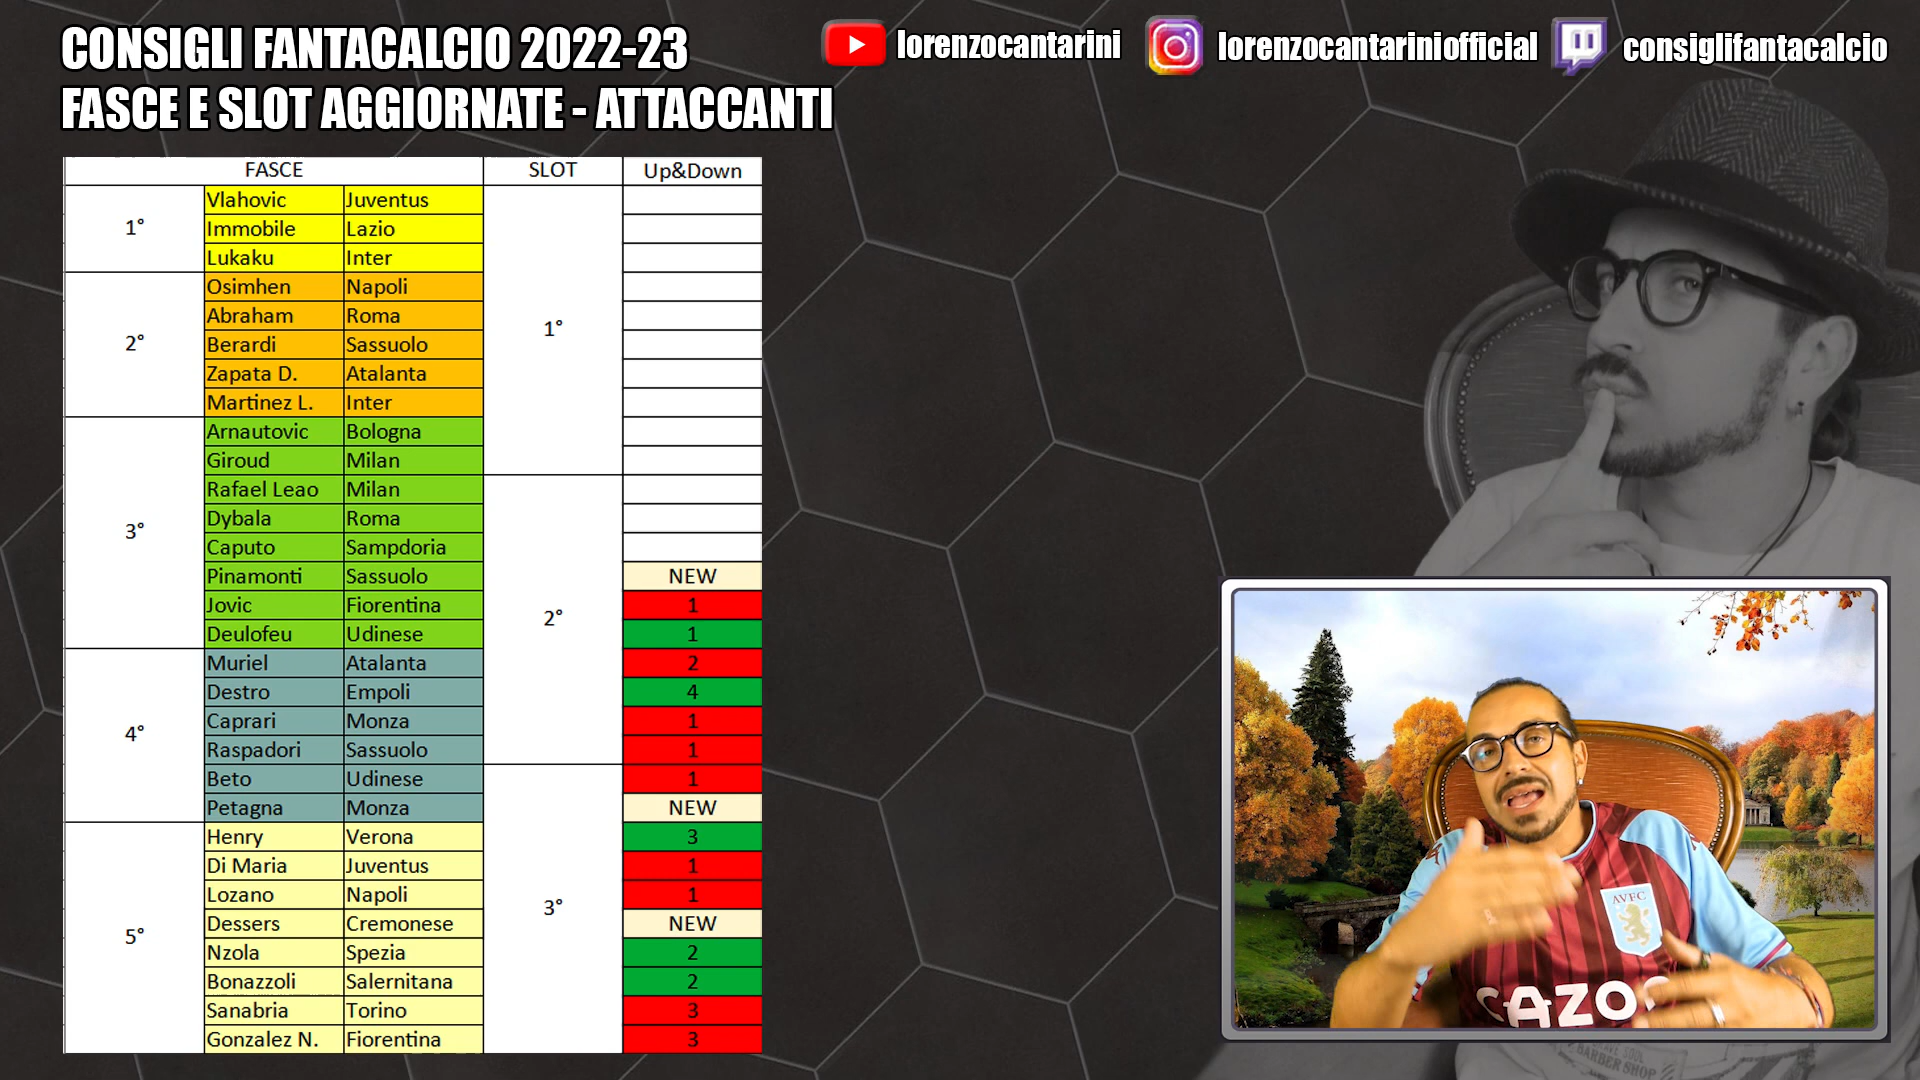 CONSIGLI FANTACALCIO 2022-23
FASCE E SLOT AGGIORNATE - ATTACCANTI
lorenzocantarini
lorenzocantariniofficial
consiglifantacalcio
FASCE SLOT Up&Down
1°
Vlahovic Juventus
Immobile Lazio
Lukaku Inter
2°
Osimhen Napoli
Abraham Roma
Berardi Sassuolo
Zapata D. Atalanta
Martinez L. Inter
1°
3°
Arnautovic Bologna
Giroud Milan
Rafael Leao Milan
Dybala Roma
Caputo Sampdoria
Pinamonti Sassuolo NEW
Jovic Fiorentina 1
Deulofeu Udinese 1
2°
4°
Muriel Atalanta 2
Destro Empoli 4
Caprari Monza 1
Raspadori Sassuolo 1
Beto Udinese 1
Petagna Monza NEW
5°
Henry Verona 3
Di Maria Juventus 1
Lozano Napoli 1
3°
Dessers Cremonese NEW
Nzola Spezia 2
Bonazzoli Salernitana 2
Sanabria Torino 3
Gonzalez N. Fiorentina 3
AVFC
CAZOO
BARBER SHOP